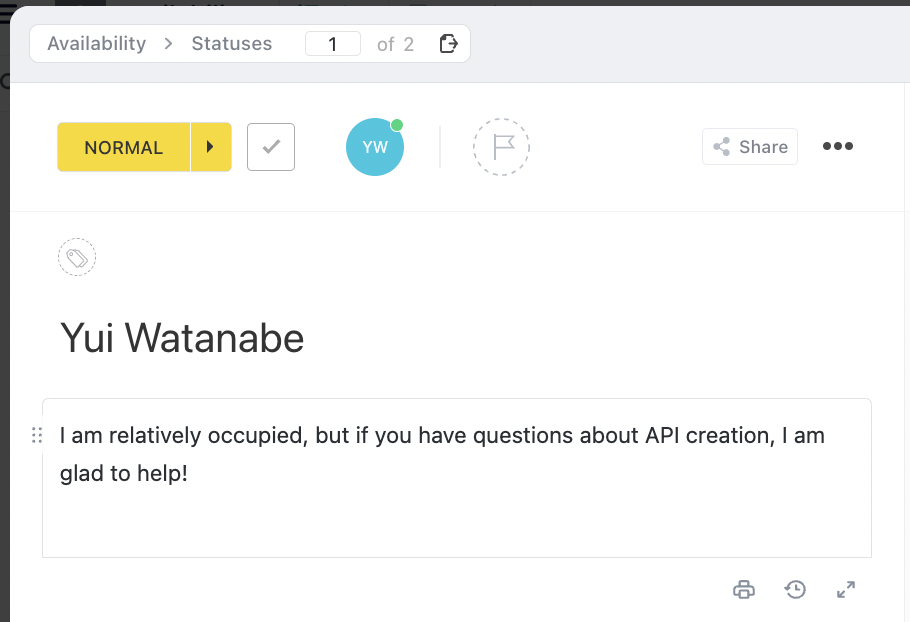 Availability > Statuses 1 of 2
NORMAL YW Share
Yui Watanabe
I am relatively occupied, but if you have questions about API creation, I am
glad to help!